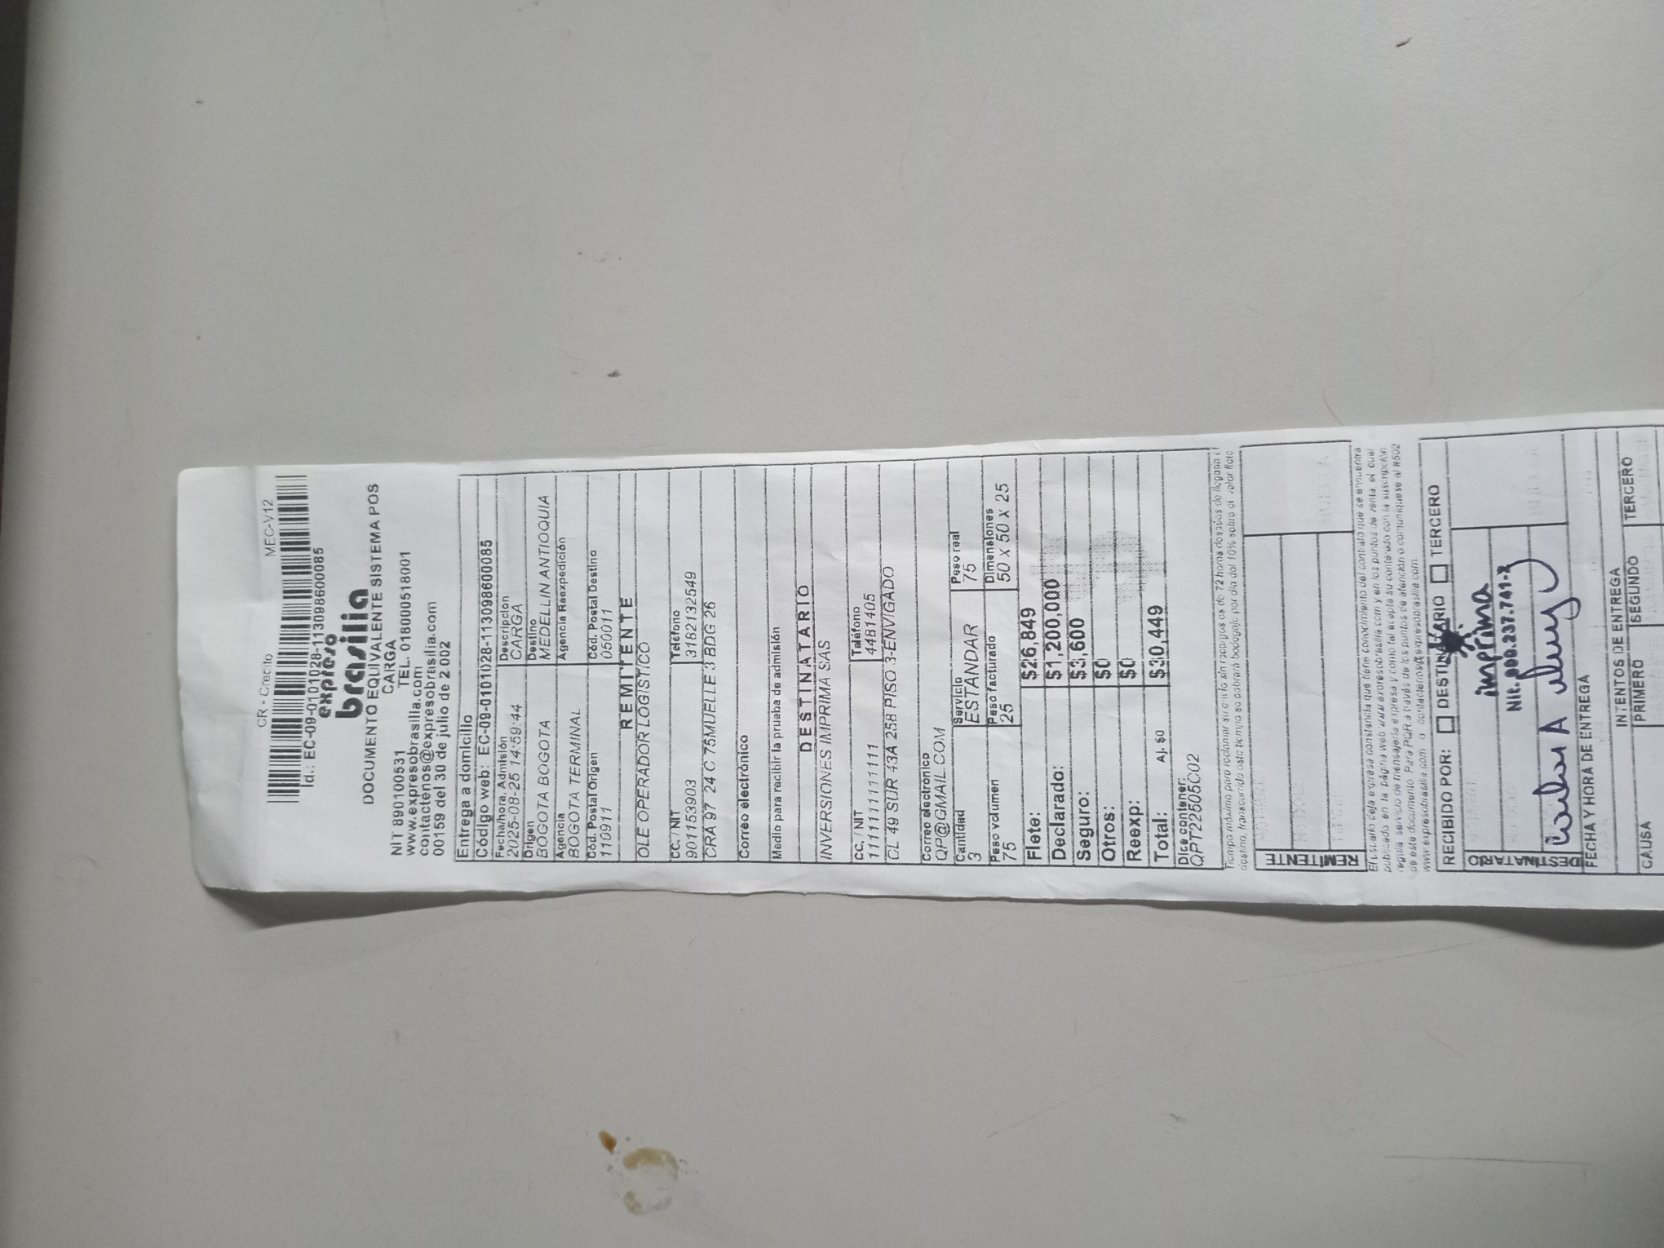 CR - Credito MEC-V12
Id.: EC-09-0101028-11309860085
expreso
brasilia
DOCUMENTO EQUIVALENTE SISTEMA POS
CARGA
NIT 890100531 TEL. 018000518001
www.expresobrasilla.com
contactenos@expresobrisilia.com
00159 del 30 de julio de 2 002
Entrega a domicilio
Código web: EC-09-0101028-11309860085
Fecha/hora. Admisión Descripción
2025-08-25 14:59:44 CARGA
Origen Destino
BOGOTA BOGOTA MEDELLIN ANTIOQUIA
Agencia Agencia Reexpedición
BOGOTA TERMINAL
Cód. Postal Origen Cód. Postal Destino
110911 050011
REMITENTE
OLE OPERADOR LOGISTICO
CC. / NIT Teléfono
901153903 3182132549
CRA 97 24 C 75MUELLE 3 BDG 26
Correo electrónico
Medio para recibir la prueba de admisión
DESTINATARIO
INVERSIONES IMPRIMA SAS
CC. / NIT Teléfono
1111111111111 4481405
CL 49 SUR 43A 258 PISO 3-ENVIGADO
Correo electronico
QP@GMAIL.COM
Cantidad Servicio Peso real
3 ESTANDAR 75
Peso volumen Peso facturado Dimensiones
75 25 50 x 50 x 25
Flete: $26,849
Declarado: $1,200,000
Seguro: $3,600
Otros: $0
Reexp: $0
Total: Aj. $0 $30,449
Dice contener:
QPT22505C02
REMITENTE
RECIBIDO POR: DESTINATARIO TERCERO
DESTINATARIO
imprima
Nit. 900.237.741-2
FECHA Y HORA DE ENTREGA
INTENTOS DE ENTREGA
CAUSA PRIMERO SEGUNDO TERCERO